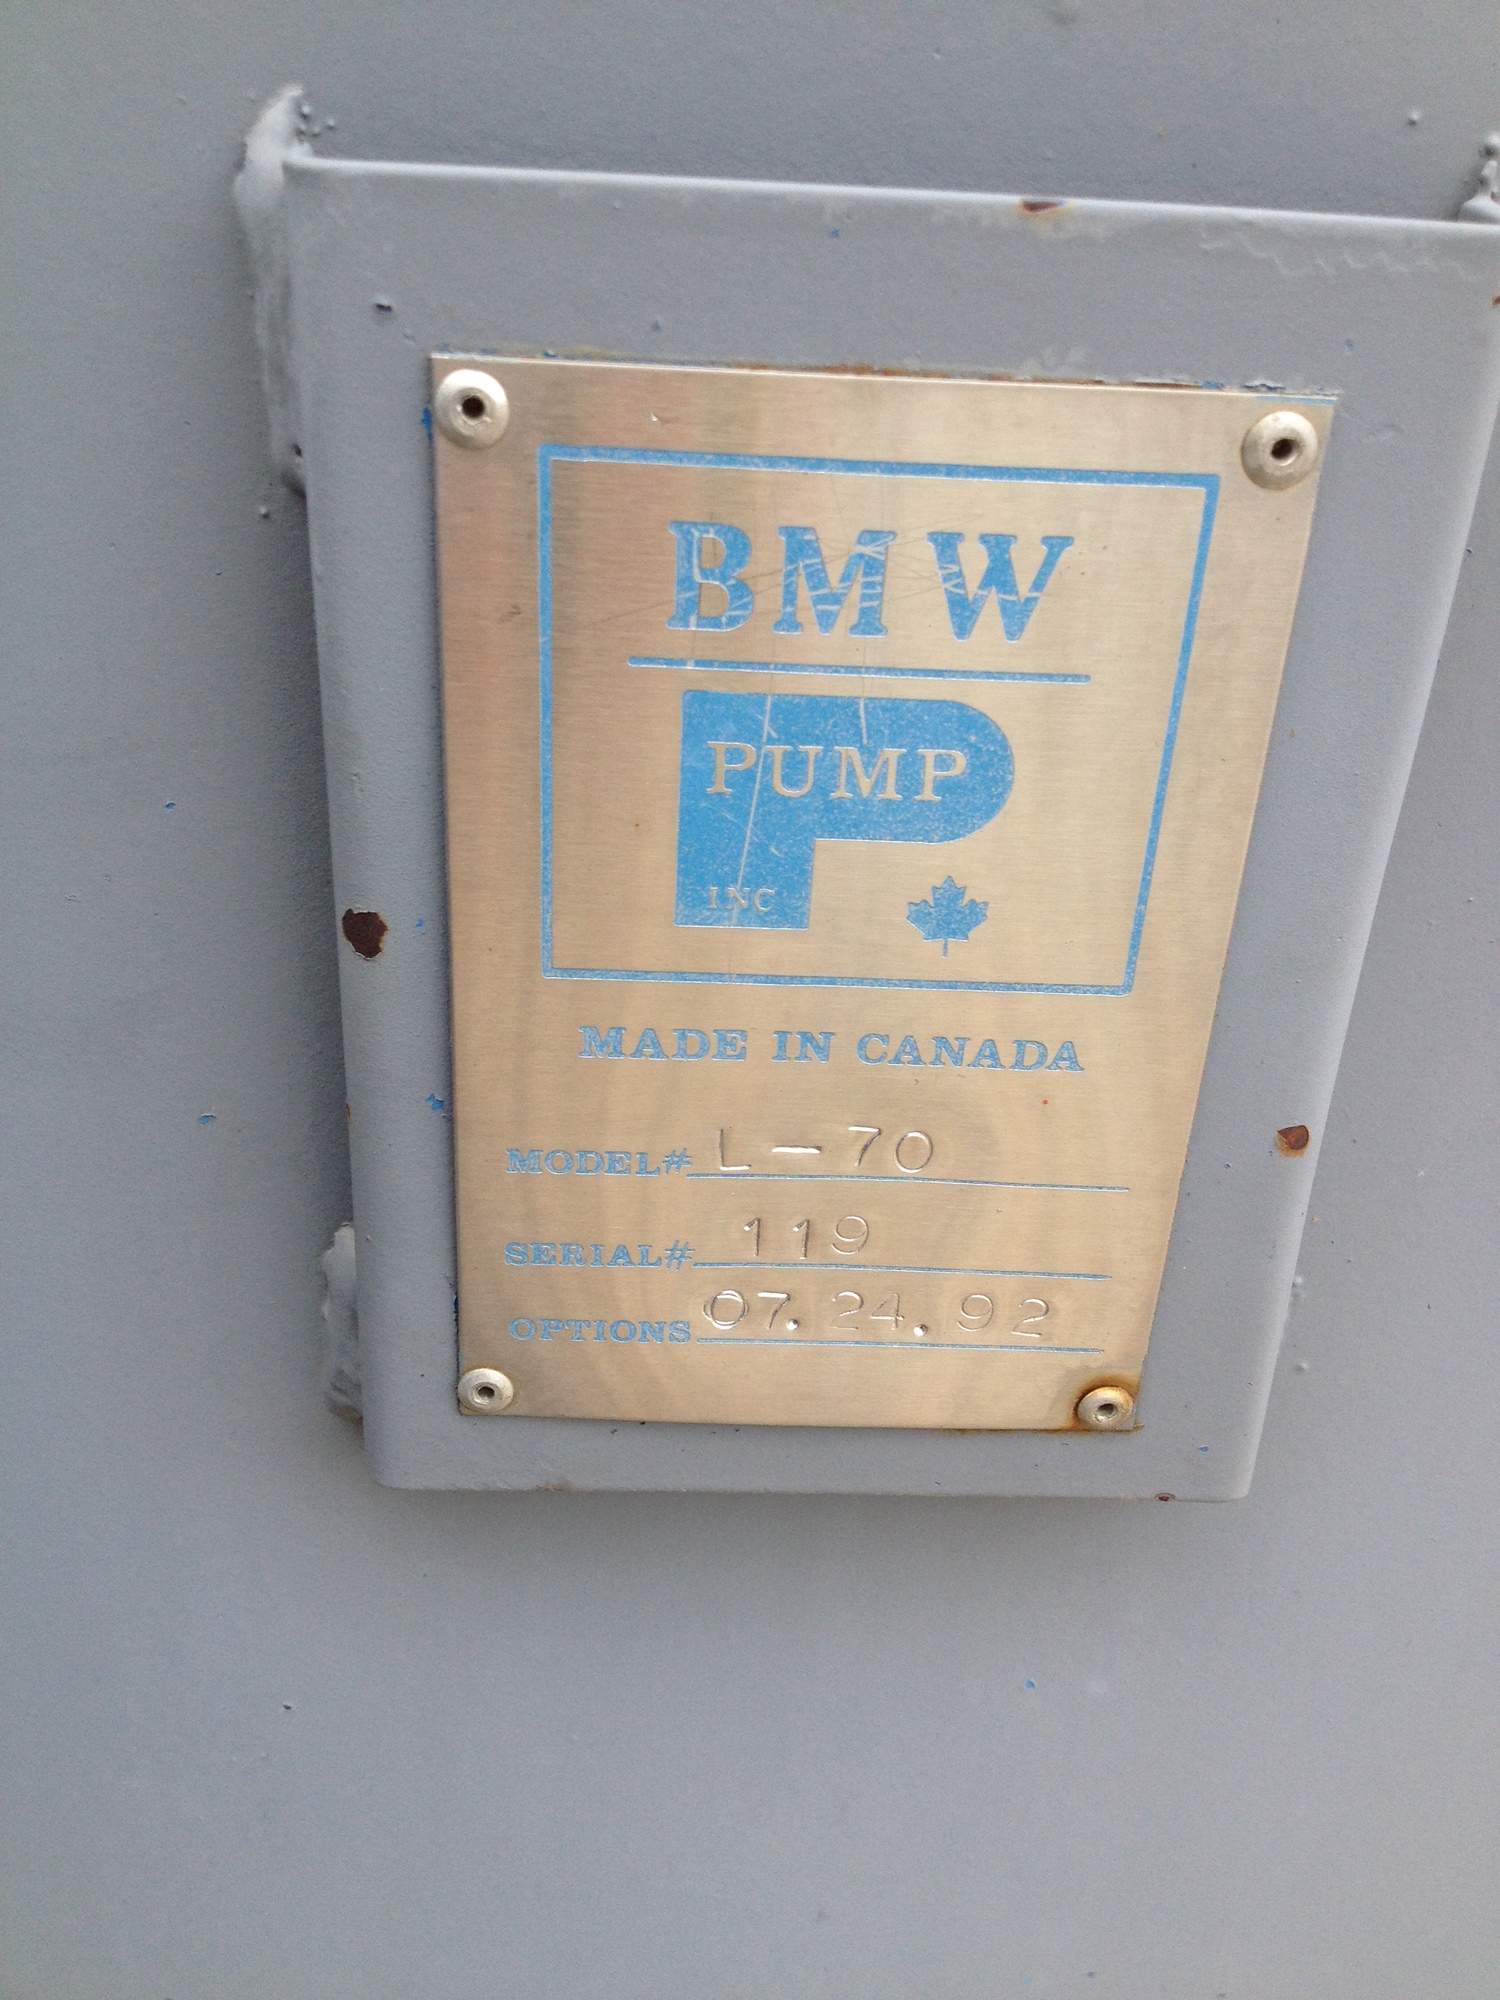 BMW
PUMP
INC
MADE IN CANADA
MODEL# L-70
SERIAL# 119
OPTIONS 07.24.92